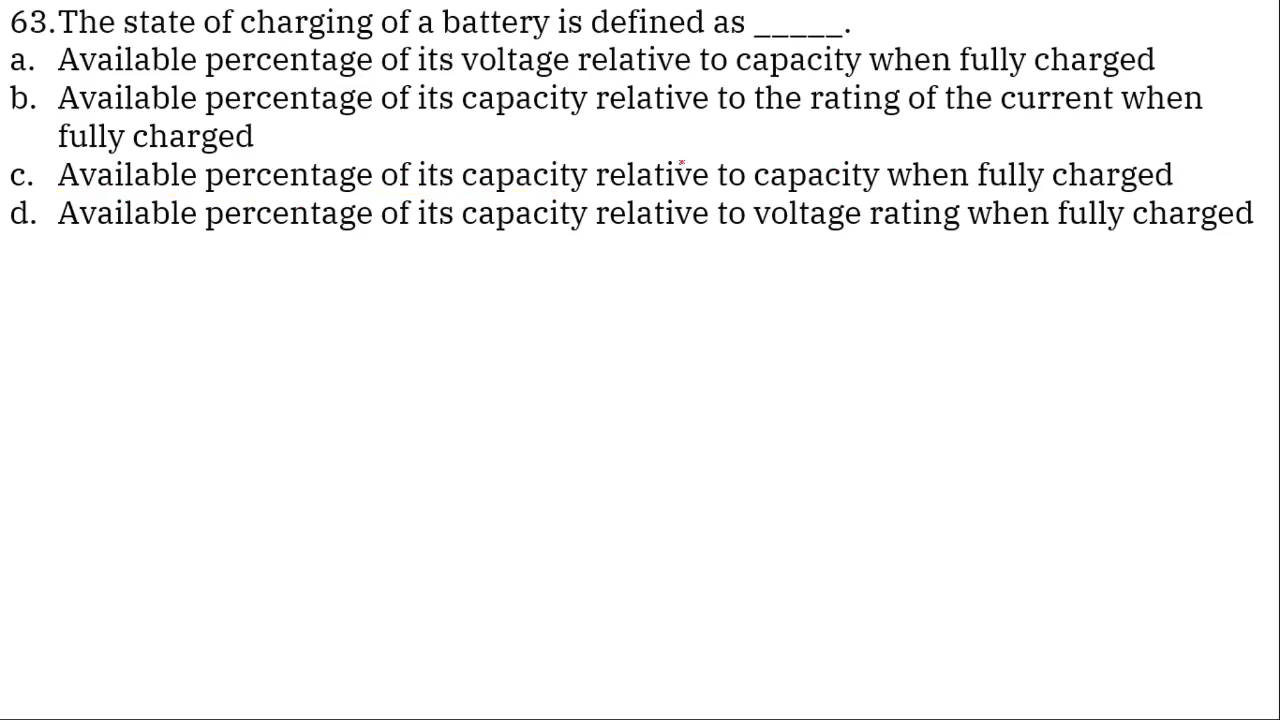 63.The state of charging of a battery is defined as _____.
a. Available percentage of its voltage relative to capacity when fully charged
b. Available percentage of its capacity relative to the rating of the current when
fully charged
c. Available percentage of its capacity relative to capacity when fully charged
d. Available percentage of its capacity relative to voltage rating when fully charged